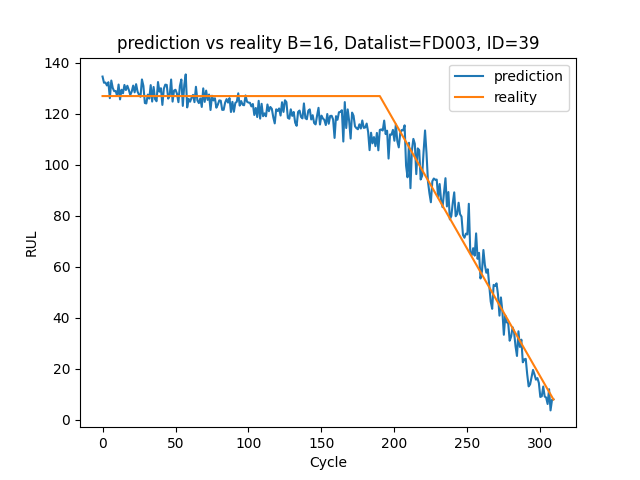 prediction vs reality B=16, Datalist=FD003, ID=39
prediction
reality
140
120
100
80
60
40
20
0
RUL
0 50 100 150 200 250 300
Cycle